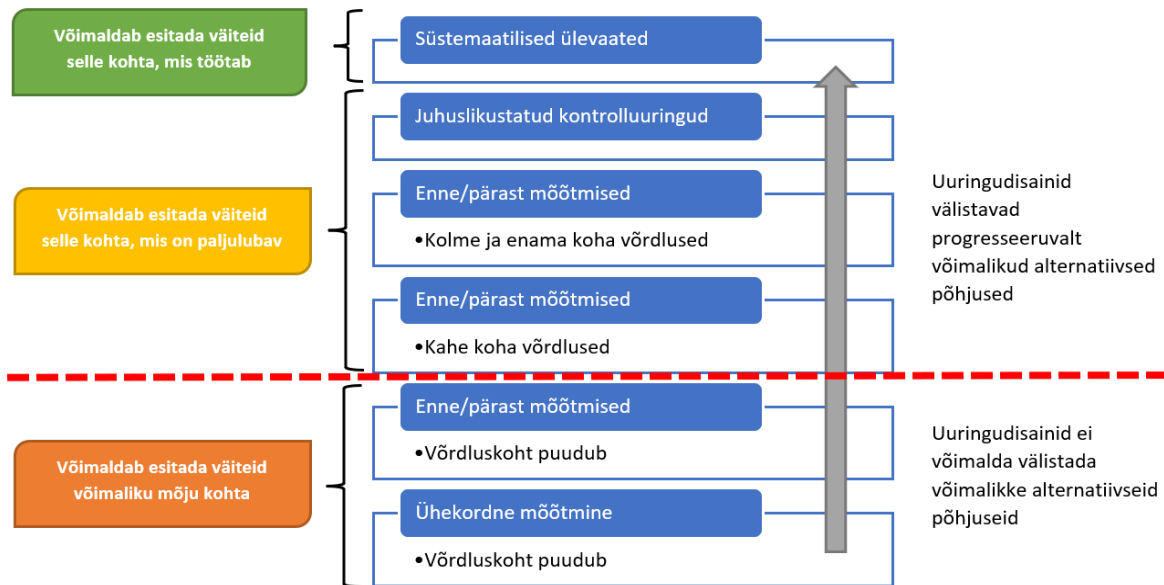 Võimaldab esitada väiteid
selle kohta, mis töötab
Süstemaatilised ülevaated
Juhuslikustatud kontrolluuringud
Võimaldab esitada väiteid
selle kohta, mis on paljulubav
Enne/pärast mõõtmised
•Kolme ja enama koha võrdlused
Enne/pärast mõõtmised
•Kahe koha võrdlused
Uuringudisainid
välistavad
progresseeruvalt
võimalikud alternatiivsed
põhjused
Võimaldab esitada väiteid
võimaliku mõju kohta
Enne/pärast mõõtmised
•Võrdluskoht puudub
Ühekordne mõõtmine
•Võrdluskoht puudub
Uuringudisainid ei
võimalda välistada
võimalikke alternatiivseid
põhjuseid